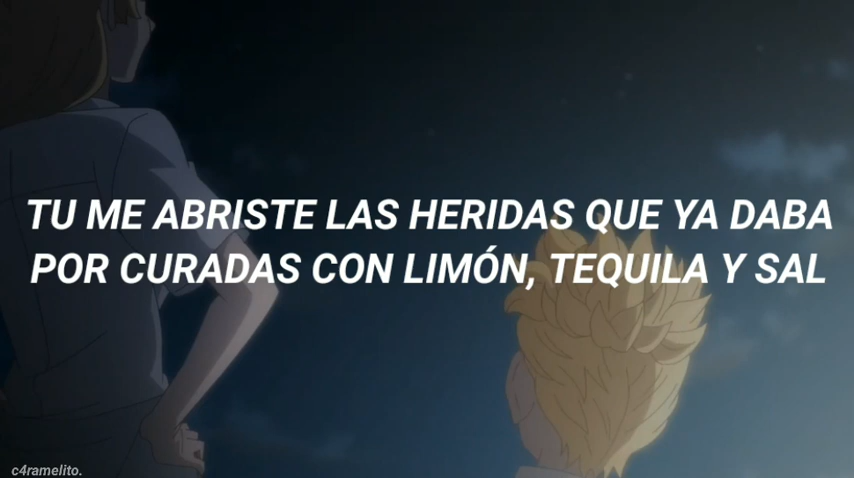 TU ME ABRISTE LAS HERIDAS QUE YA DABA
POR CURADAS CON LIMÓN, TEQUILA Y SAL
c4ramelito.